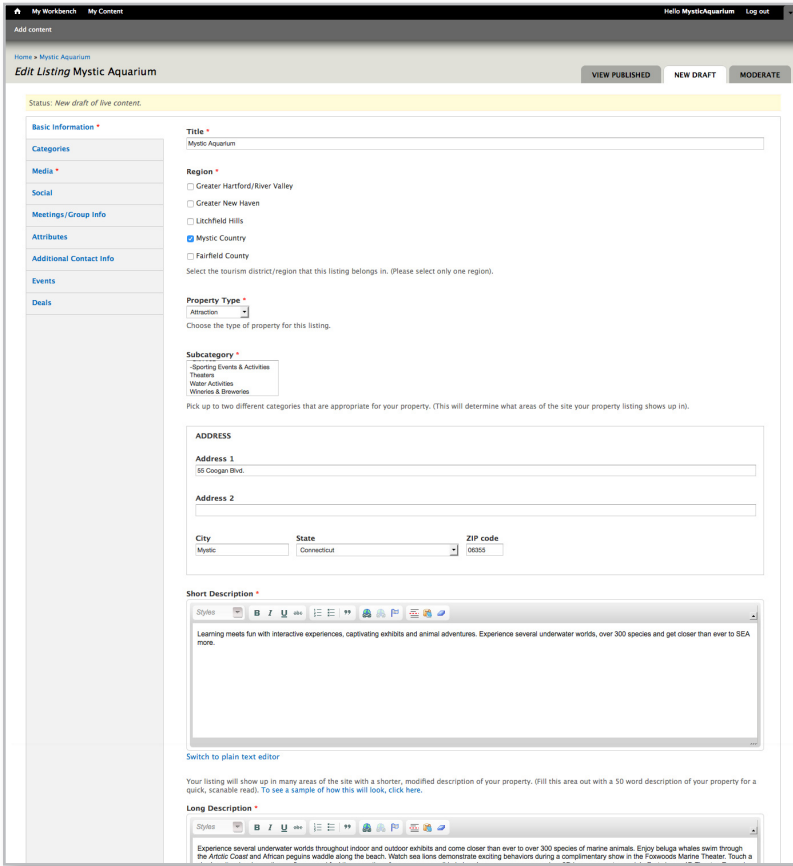 My Workbench My Content Hello MysticAquarium Log out
Add content
Home » Mystic Aquarium
Edit Listing Mystic Aquarium
VIEW PUBLISHED NEW DRAFT MODERATE
Status: New draft of live content.
Basic Information *
Categories
Media *
Social
Meetings/Group Info
Attributes
Additional Contact Info
Events
Deals
Title *
Mystic Aquarium
Region *
Greater Hartford/River Valley
Greater New Haven
Litchfield Hills
Mystic Country
Fairfield County
Select the tourism district/region that this listing belongs in. (Please select only one region).
Property Type *
Attraction
Choose the type of property for this listing.
Subcategory *
-Sporting Events & Activities
Theaters
Water Activities
Wineries & Breweries
Pick up to two different categories that are appropriate for your property. (This will determine what areas of the site your property listing shows up in).
ADDRESS
Address 1
55 Coogan Blvd.
Address 2
City State ZIP code
Mystic Connecticut 06355
Short Description *
Styles B I U abc
Learning meets fun with interactive experiences, captivating exhibits and animal adventures. Experience several underwater worlds, over 300 species and get closer than ever to SEA
more.
Switch to plain text editor
Your listing will show up in many areas of the site with a shorter, modified description of your property. (Fill this area out with a 50 word description of your property for a
quick, scanable read). To see a sample of how this will look, click here.
Long Description *
Styles B I U abc
Experience several underwater worlds throughout indoor and outdoor exhibits and come closer than ever to over 300 species of marine animals. Enjoy beluga whales swim through
the Artctic Coast and African peguins waddle along the beach. Watch sea lions demonstrate exciting behaviors during a complimentary show in the Foxwoods Marine Theater. Touch a